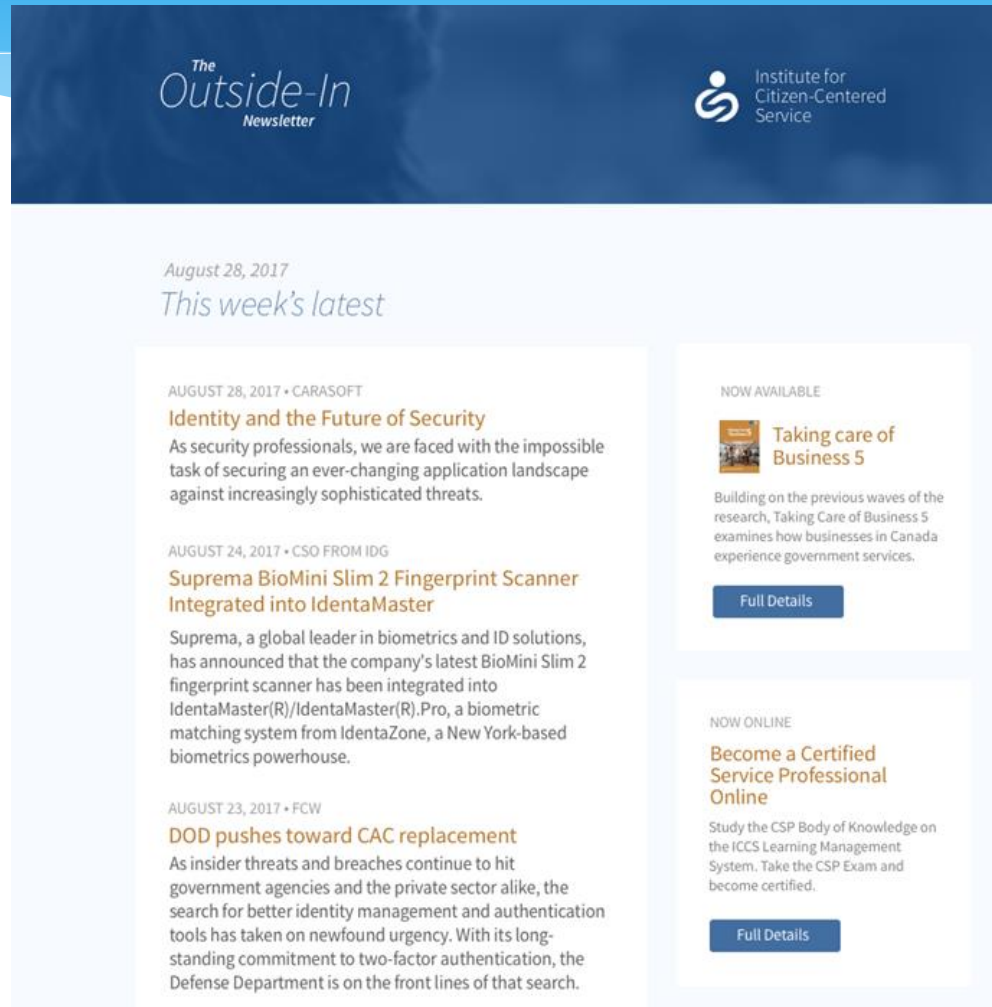 The
Outside-In
Newsletter
Institute for
Citizen-Centered
Service
August 28, 2017
This week's latest
AUGUST 28, 2017 • CARASOFT
Identity and the Future of Security
As security professionals, we are faced with the impossible
task of securing an ever-changing application landscape
against increasingly sophisticated threats.
AUGUST 24, 2017 • CSO FROM IDG
Suprema BioMini Slim 2 Fingerprint Scanner
Integrated into IdentaMaster
Suprema, a global leader in biometrics and ID solutions,
has announced that the company's latest BioMini Slim 2
fingerprint scanner has been integrated into
IdentaMaster(R)/IdentaMaster(R).Pro, a biometric
matching system from IdentaZone, a New York-based
biometrics powerhouse.
AUGUST 23, 2017 • FCW
DOD pushes toward CAC replacement
As insider threats and breaches continue to hit
government agencies and the private sector alike, the
search for better identity management and authentication
tools has taken on newfound urgency. With its long-
standing commitment to two-factor authentication, the
Defense Department is on the front lines of that search.
NOW AVAILABLE
Taking care of
Business 5
Building on the previous waves of the
research, Taking Care of Business 5
examines how businesses in Canada
experience government services.
Full Details
NOW ONLINE
Become a Certified
Service Professional
Online
Study the CSP Body of Knowledge on
the ICCS Learning Management
System. Take the CSP Exam and
become certified.
Full Details